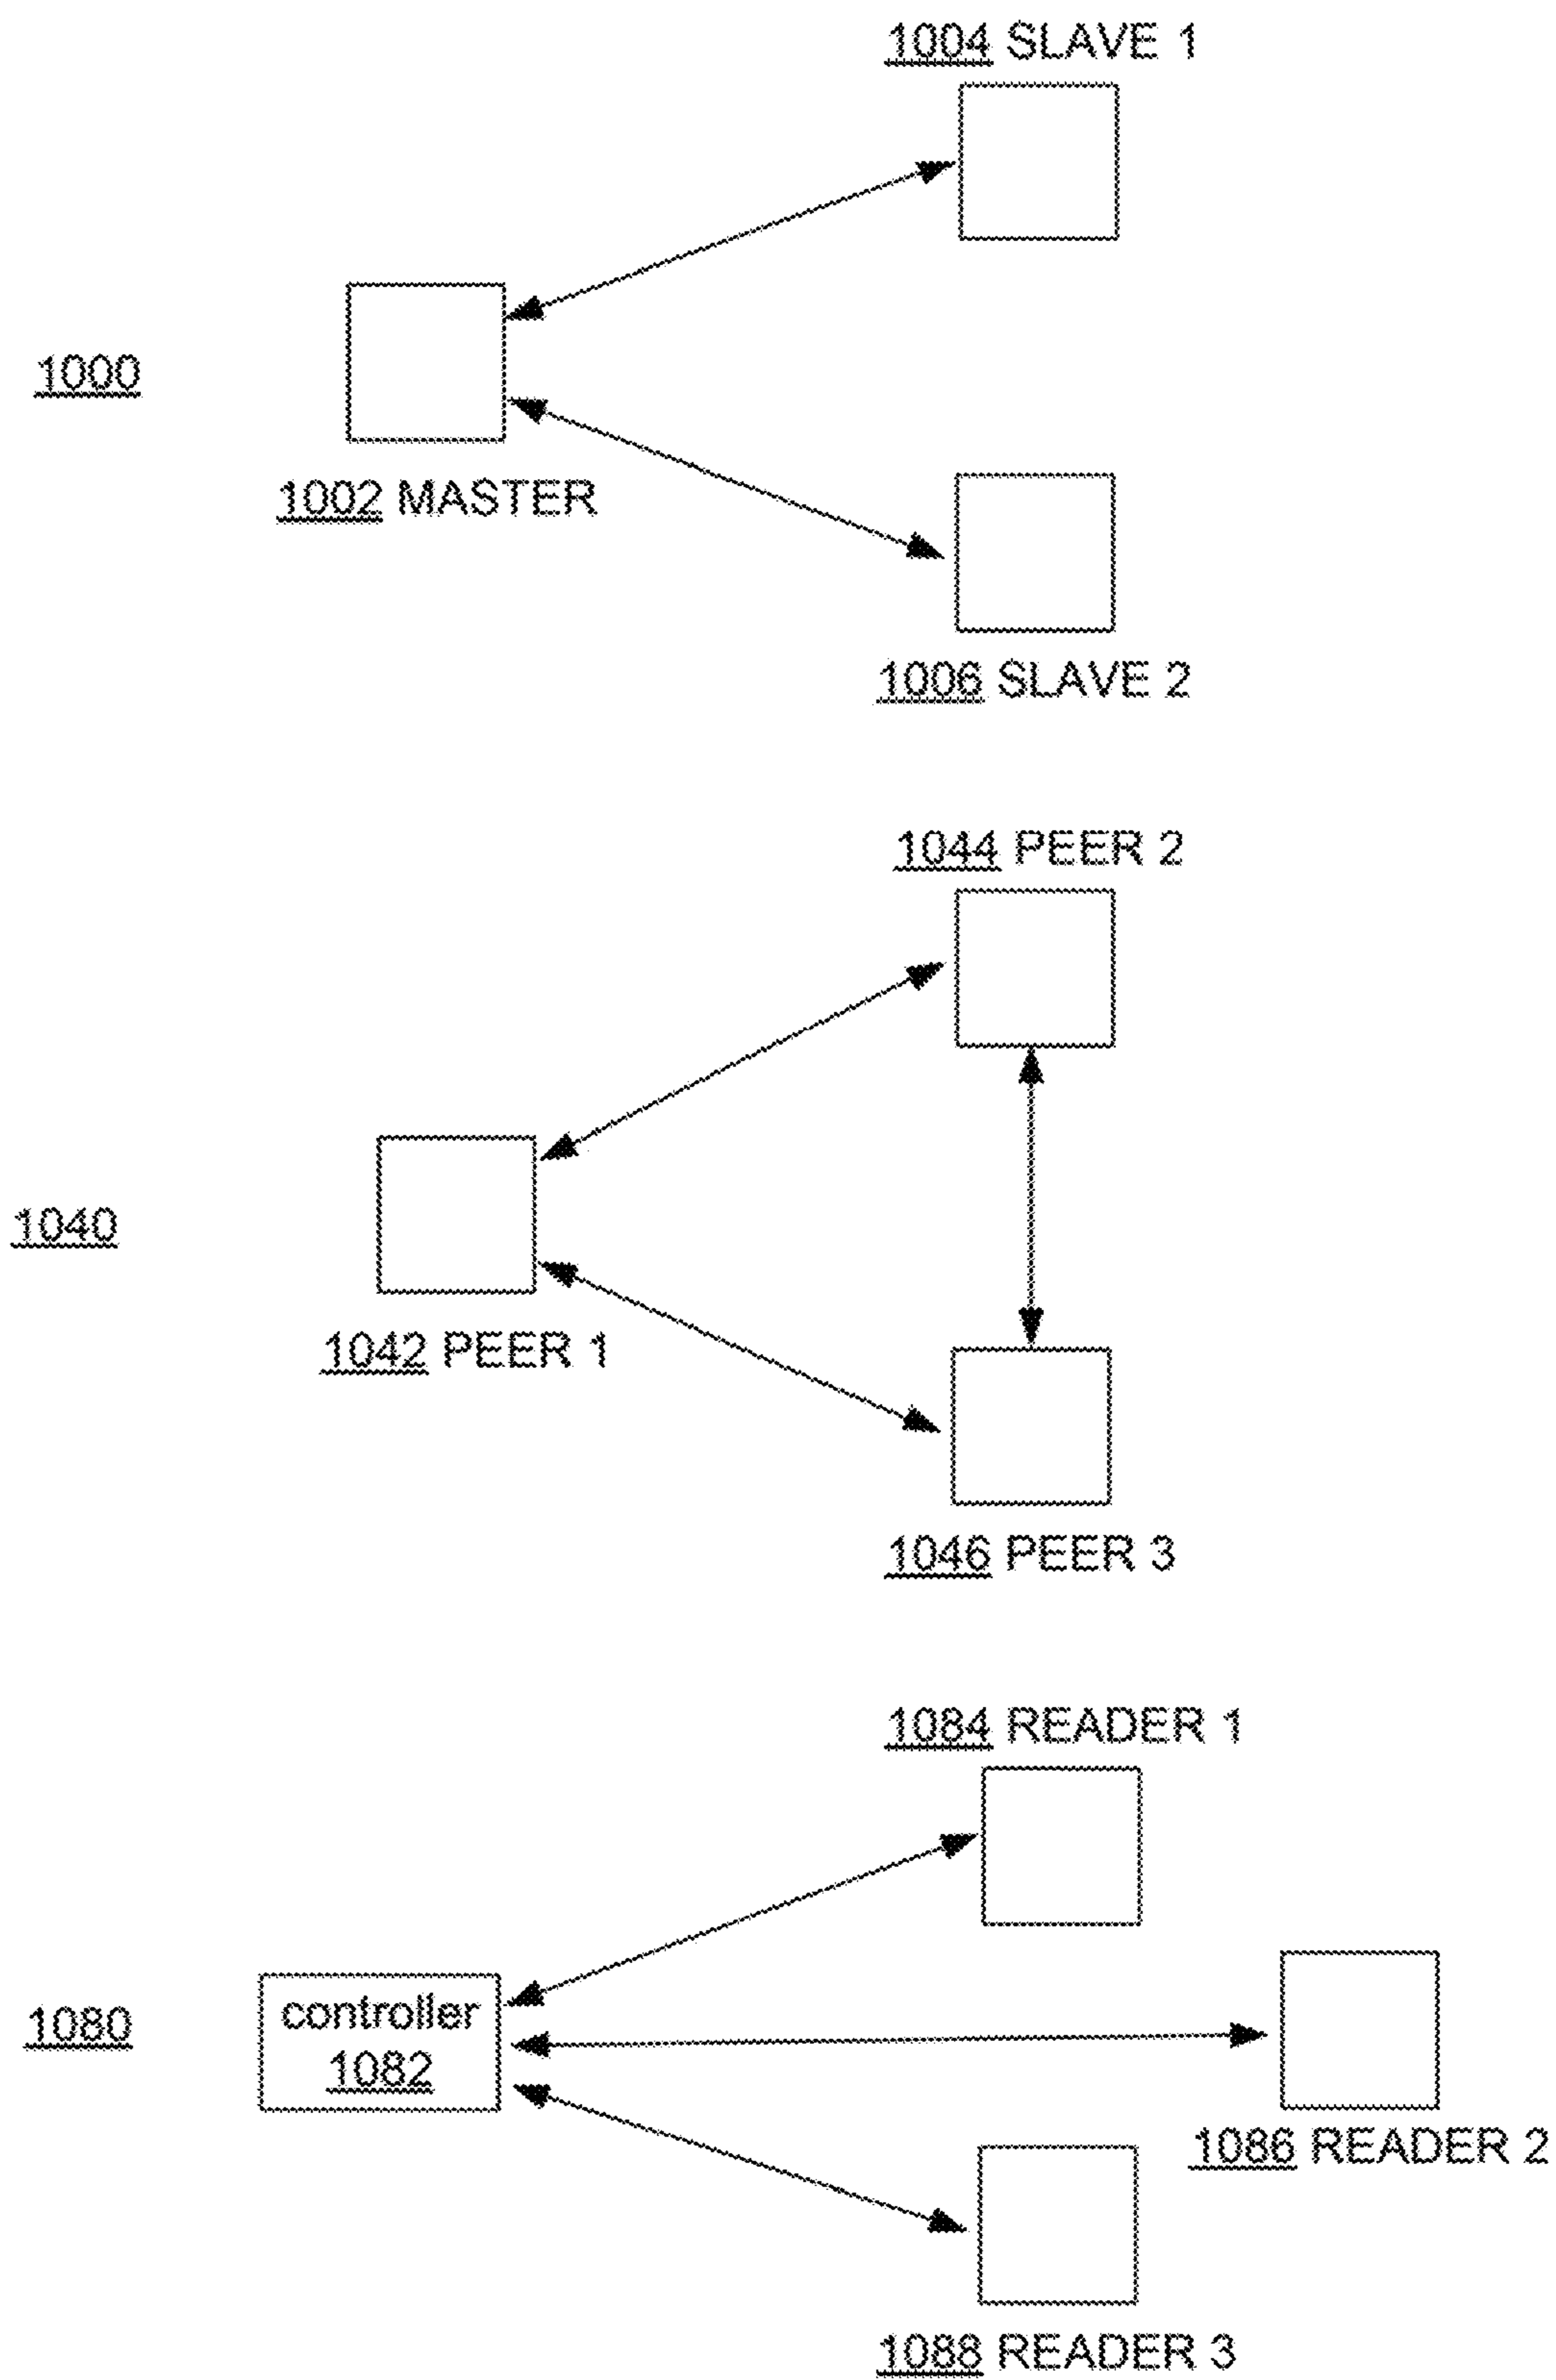 1004 SLAVE 1
1000
1002 MASTER
1006 SLAVE 2
1044 PEER 2
1040
1042 PEER 1
1046 PEER 3
1084 READER 1
1080
controller
1082
1086 READER 2
1088 READER 3